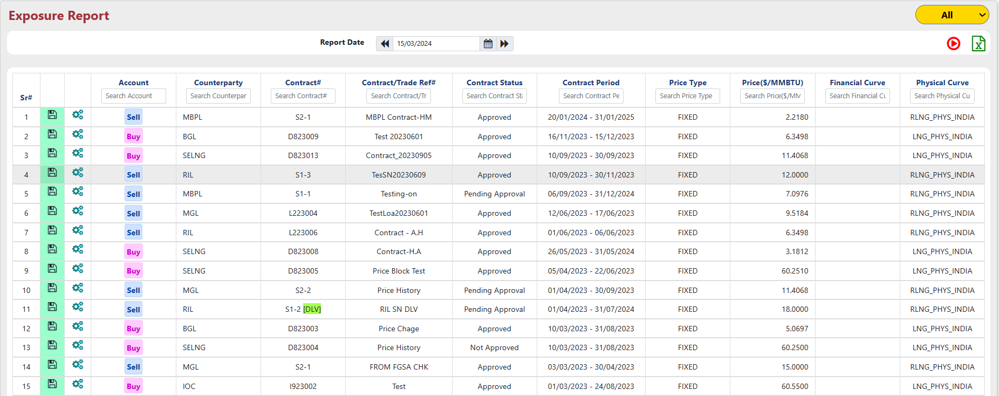 Exposure Report
All
Report Date 15/03/2024
Sr# Account Counterparty Contract# Contract/Trade Ref# Contract Status Contract Period Price Type Price($/MMBTU) Financial Curve Physical Curve
Search Account Search Counterpar Search Contract# Search Contract/Tr Search Contract Sta Search Contract Pe Search Price Type Search Price($/MM Search Financial Cu Search Physical Cu
1 Sell MBPL S2-1 MBPL Contract-HM Approved 20/01/2024 - 31/01/2025 FIXED 2.2180 RLNG_PHYS_INDIA
2 Buy BGL D823009 Test 20230601 Approved 16/11/2023 - 15/12/2023 FIXED 6.3498 LNG_PHYS_INDIA
3 Buy SELNG D823013 Contract_20230905 Approved 10/09/2023 - 30/09/2023 FIXED 11.4068 LNG_PHYS_INDIA
4 Sell RIL S1-3 TesSN20230609 Approved 10/09/2023 - 30/11/2023 FIXED 12.0000 RLNG_PHYS_INDIA
5 Sell MBPL S1-1 Testing-on Pending Approval 06/09/2023 - 31/12/2024 FIXED 7.0976 RLNG_PHYS_INDIA
6 Sell MGL L223004 TestLoa20230601 Approved 12/06/2023 - 17/06/2023 FIXED 9.5184 RLNG_PHYS_INDIA
7 Sell RIL L223006 Contract - A.H Approved 01/06/2023 - 06/06/2023 FIXED 6.3498 RLNG_PHYS_INDIA
8 Buy SELNG D823008 Contract-H.A Approved 26/05/2023 - 31/05/2024 FIXED 3.1812 LNG_PHYS_INDIA
9 Buy SELNG D823005 Price Block Test Approved 05/04/2023 - 22/06/2023 FIXED 60.2510 LNG_PHYS_INDIA
10 Sell MGL S2-2 Price History Pending Approval 01/04/2023 - 30/09/2023 FIXED 11.4068 RLNG_PHYS_INDIA
11 Sell RIL S1-2 [DLV] RIL SN DLV Pending Approval 01/04/2023 - 31/07/2024 FIXED 18.0000 RLNG_PHYS_INDIA
12 Buy BGL D823003 Price Chage Approved 10/03/2023 - 31/08/2023 FIXED 5.0697 LNG_PHYS_INDIA
13 Buy SELNG D823004 Price History Not Approved 10/03/2023 - 31/08/2023 FIXED 60.2500 LNG_PHYS_INDIA
14 Sell MGL S2-1 FROM FGSA CHK Approved 03/03/2023 - 30/04/2023 FIXED 15.0000 RLNG_PHYS_INDIA
15 Buy IOC I923002 Test Approved 01/03/2023 - 24/08/2023 FIXED 60.5500 LNG_PHYS_INDIA